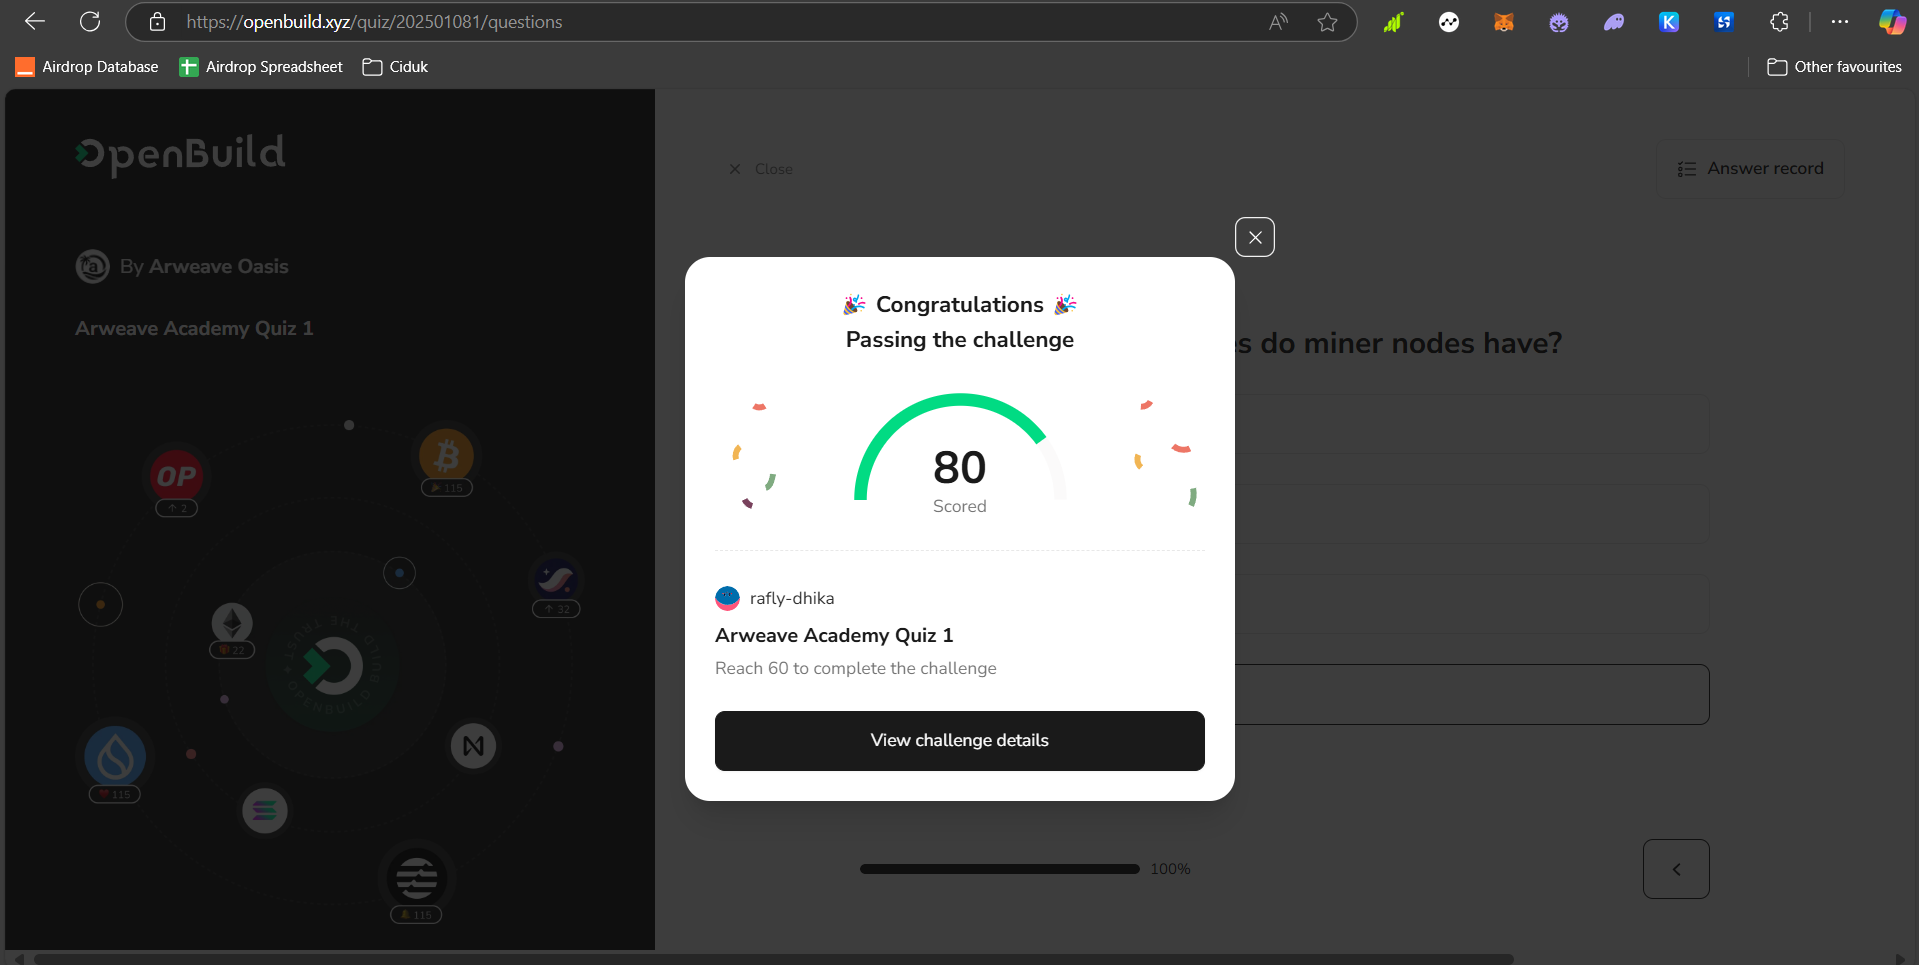 https://openbuild.xyz/quiz/202501081/questions
Airdrop Database
Airdrop Spreadsheet
Ciduk
Other favourites
OpenBuild
By Arweave Oasis
Arweave Academy Quiz 1
OP
2
115
32
22
115
115
Close
Answer record
es do miner nodes have?
Congratulations
Passing the challenge
80
Scored
rafly-dhika
Arweave Academy Quiz 1
Reach 60 to complete the challenge
View challenge details
100%